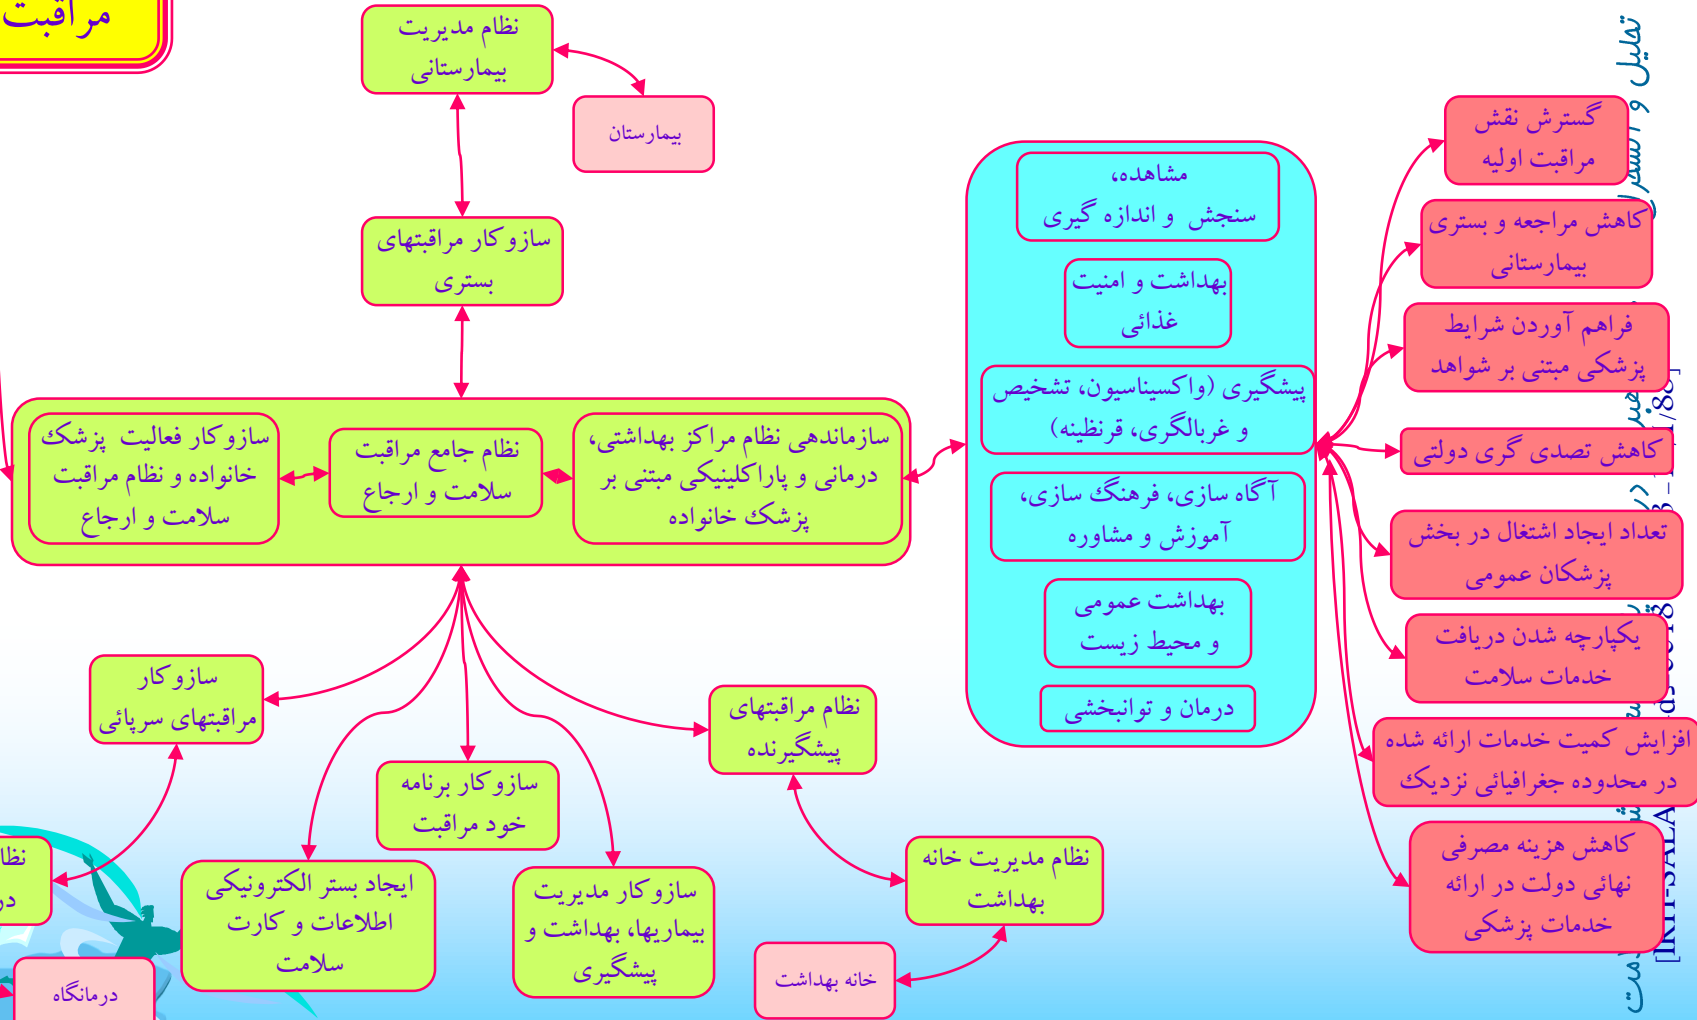 مراقبت
نظام مدیریت
بیمارستانی
بیمارستان
سازوکار مراقبتهای
بستری
سازماندهی نظام مراکز بهداشتی،
درمانی و پاراکلینیکی مبتنی بر
پزشک خانواده
نظام جامع مراقبت
سلامت و ارجاع
سازوکار فعالیت پزشک
خانواده و نظام مراقبت
سلامت و ارجاع
مشاهده،
سنجش و اندازه گیری
بهداشت و امنیت
غذائی
پیشگیری (واکسیناسیون، تشخیص
و غربالگری، قرنظینه)
آگاه سازی، فرهنگ سازی،
آموزش و مشاوره
بهداشت عمومی
و محیط زیست
درمان و توانبخشی
گسترش نقش
مراقبت اولیه
کاهش مراجعه و بستری
بیمارستانی
فراهم آوردن شرایط
پزشکی مبتنی بر شواهد
کاهش تصدی گری دولتی
تعداد ایجاد اشتغال در بخش
پزشکان عمومی
یکپارچه شدن دریافت
خدمات سلامت
افزایش کمیت خدمات ارائه شده
در محدوده جغرافیائی نزدیک
کاهش هزینه مصرفی
نهائی دولت در ارائه
خدمات پزشکی
سازوکار
مراقبتهای سرپائی
سازوکار برنامه
خود مراقبت
نظام مراقبتهای
پیشگیرنده
ایجاد بستر الکترونیکی
اطلاعات و کارت
سلامت
سازوکار مدیریت
بیماریها، بهداشت و
پیشگیری
نظام مدیریت خانه
بهداشت
خانه بهداشت
درمانگاه
تحلیل و